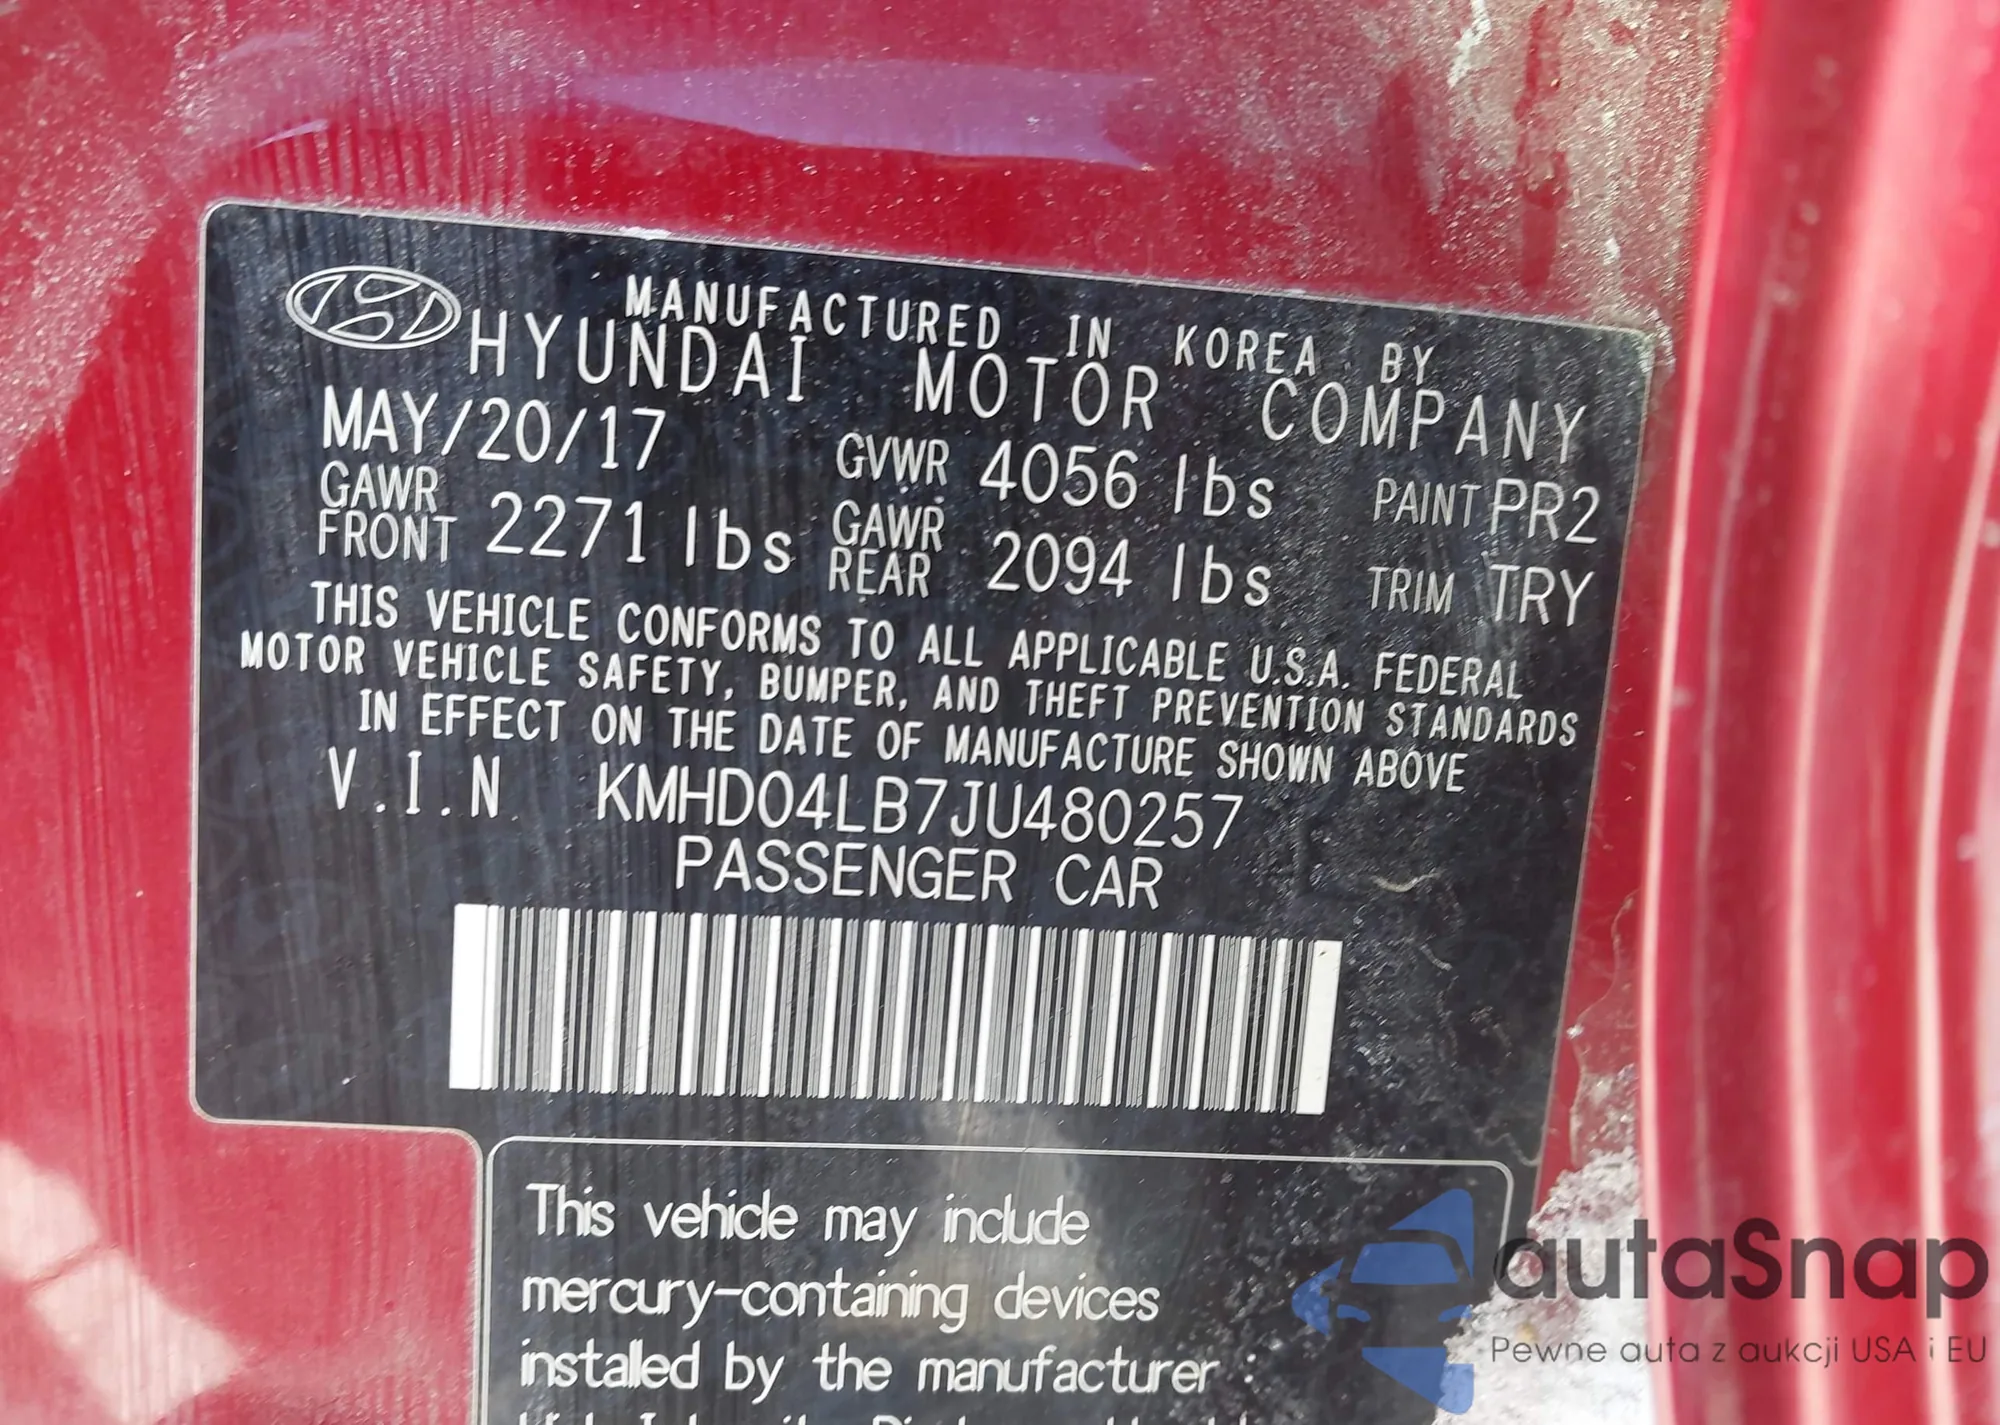 MANUFACTURED IN KOREA BY
HYUNDAI MOTOR COMPANY
MAY/20/17 GVWR 4056 lbs PAINT PR2
GAWR FRONT 2271 lbs GAWR REAR 2094 lbs TRIM TRY
THIS VEHICLE CONFORMS TO ALL APPLICABLE U.S.A. FEDERAL
MOTOR VEHICLE SAFETY, BUMPER, AND THEFT PREVENTION STANDARDS
IN EFFECT ON THE DATE OF MANUFACTURE SHOWN ABOVE
V.I.N KMHD04LB7JU480257
PASSENGER CAR
This vehicle may include
mercury-containing devices
installed by the manufacturer
autaSnap
Pewne auta z aukcji USA i EU